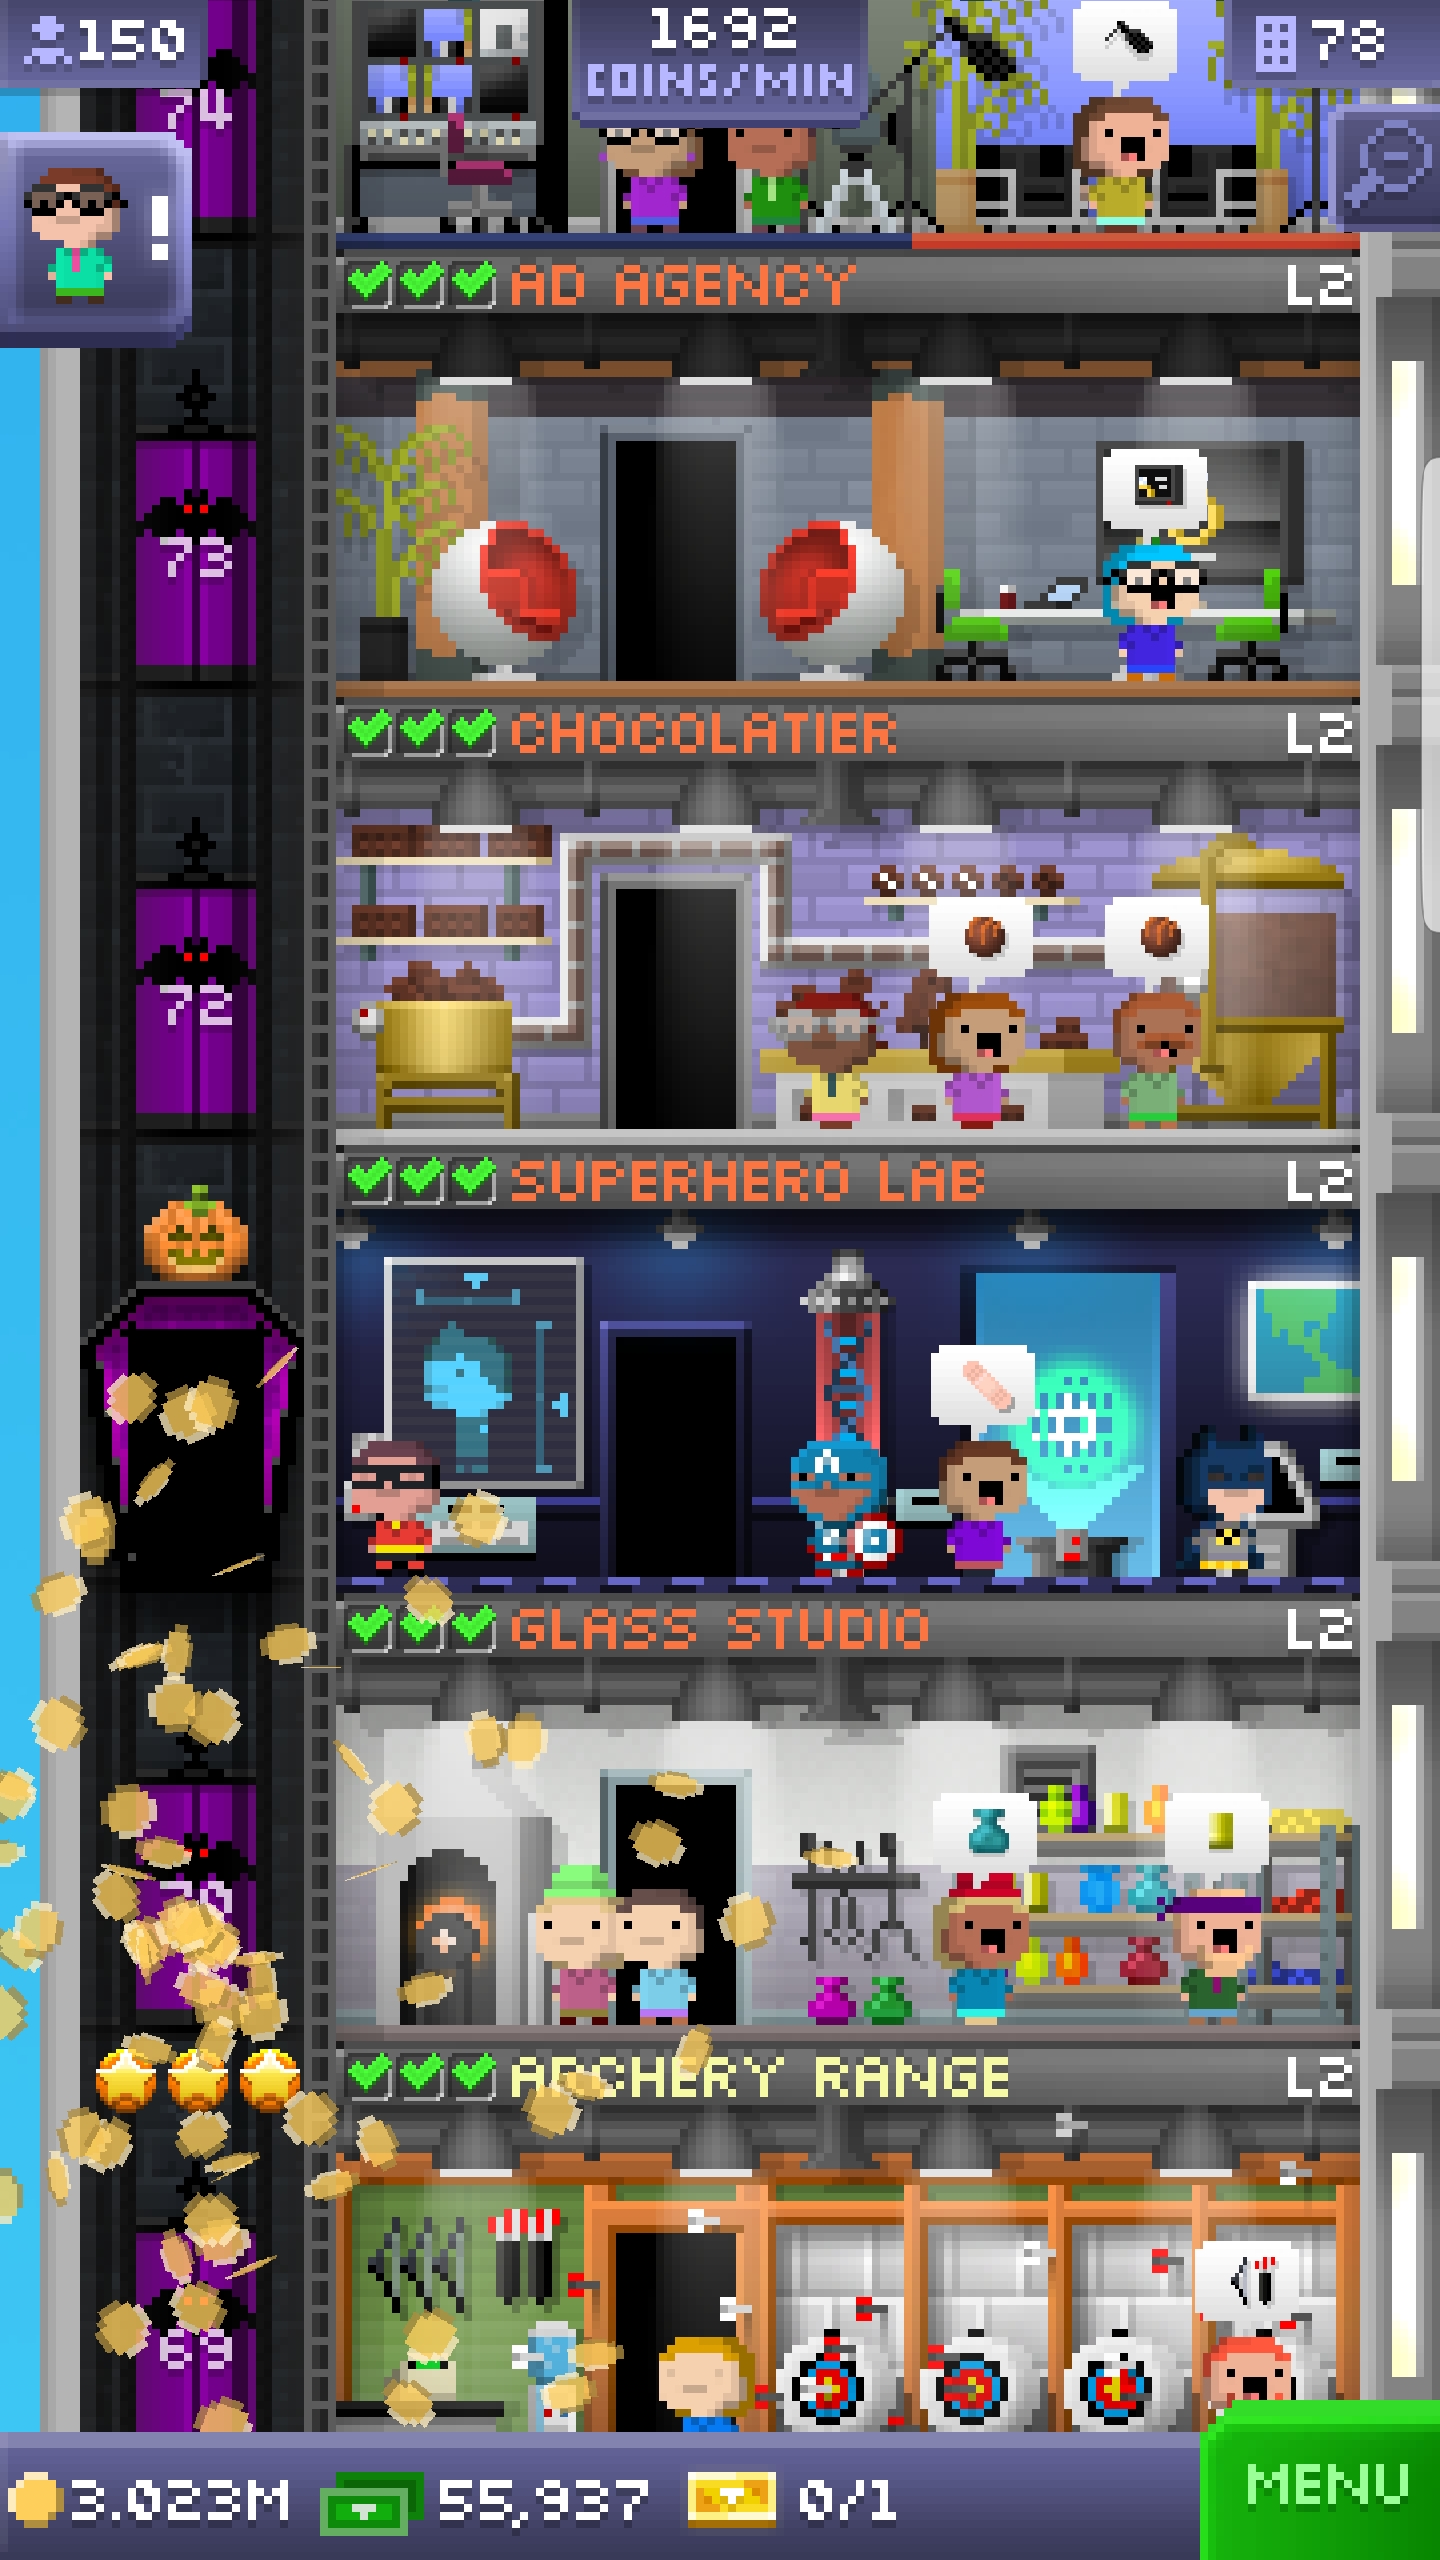 150
1692
COINS/MIN
78
74
!
AD AGENCY L2
73
CHOCOLATIER L2
72
SUPERHERO LAB L2
GLASS STUDIO L2
70
ARCHERY RANGE L2
69
3.023M 55,937 0/1
MENU